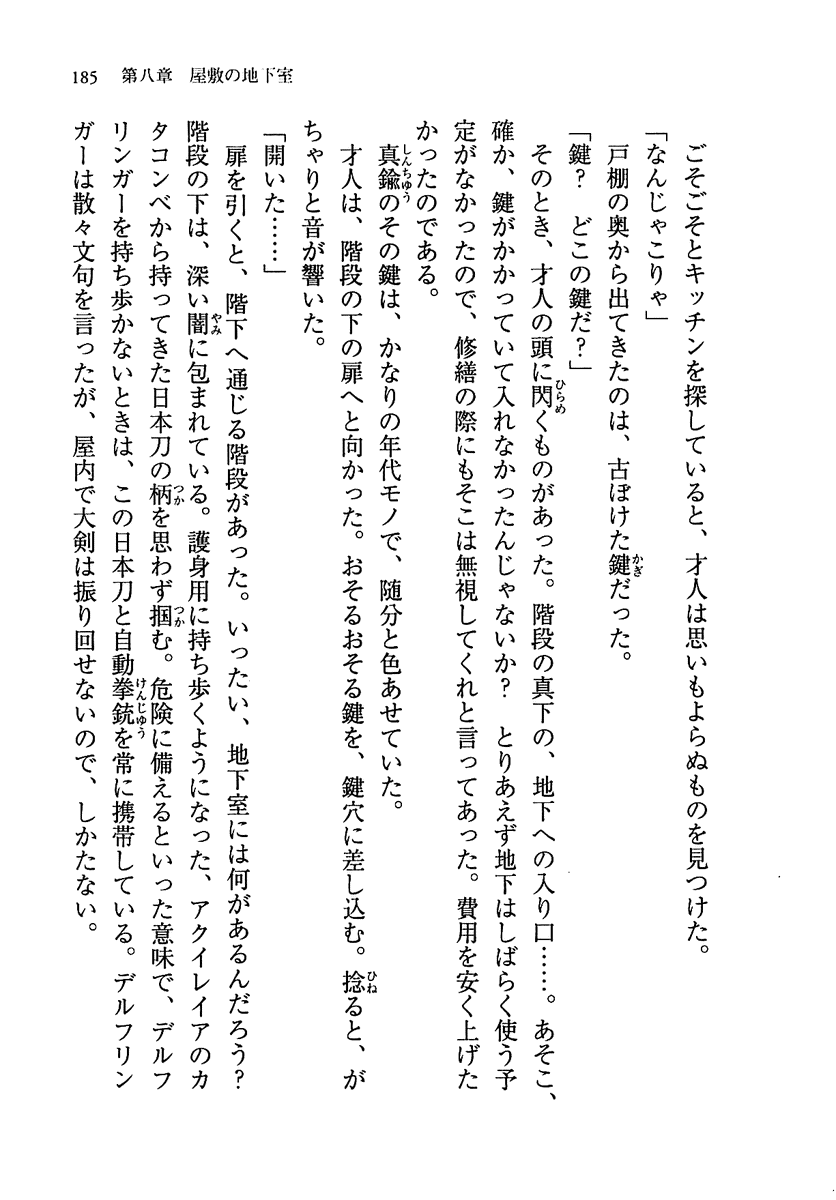 185　第八章　屋敷の地下室
　ごそごそとキッチンを探していると、才人は思いもよらぬものを見つけた。
「なんじゃこりゃ」
　戸棚の奥から出てきたのは、古ぼけた鍵だった。
「鍵？　どこの鍵だ？」
　そのとき、才人の頭に閃くものがあった。階段の真下の、地下への入り口……。あそこ、
確か、鍵がかかっていて入れなかったんじゃないか？　とりあえず地下はしばらく使う予
定がなかったので、修繕の際にもそこは無視してくれと言ってあった。費用を安く上げた
かったのである。
　真鍮のその鍵は、かなりの年代モノで、随分と色あせていた。
　才人は、階段の下の扉へと向かった。おそるおそる鍵を、鍵穴に差し込む。捻ると、が
ちゃりと音が響いた。
「開いた……」
　扉を引くと、階下へ通じる階段があった。いったい、地下室には何があるんだろう？
階段の下は、深い闇に包まれている。護身用に持ち歩くようになった、アクイレイアのカ
タコンベから持ってきた日本刀の柄を思わず掴む。危険に備えるといった意味で、デルフ
リンガーを持ち歩かないときは、この日本刀と自動拳銃を常に携帯している。デルフリン
ガーは散々文句を言ったが、屋内で大剣は振り回せないので、しかたない。